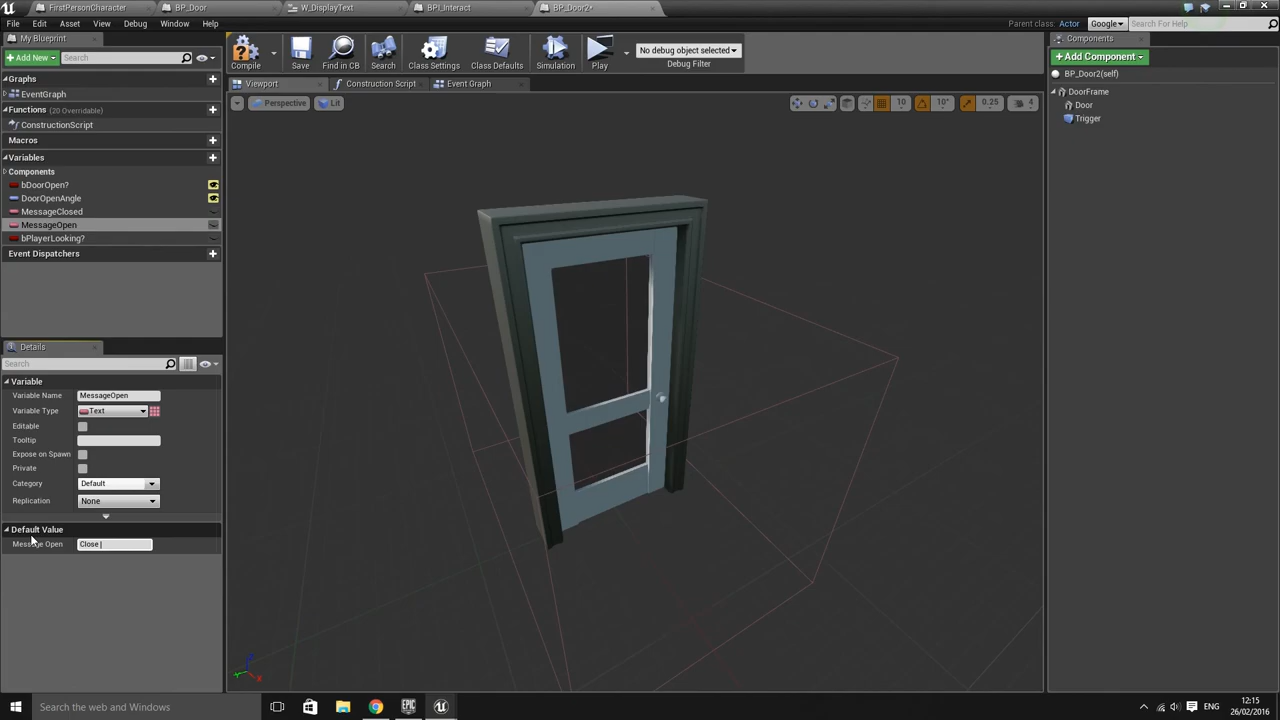 FirstPersonCharacter BP_Door W_DisplayText BPI_Interact BP_Door2*
File Edit Asset View Debug Window Help
Parent class: Actor Google Search For Help
My Blueprint
Add New Search
Compile Save Find in CB Search Class Settings Class Defaults Simulation Play
No debug object selected
Debug Filter
Components
Add Component
BP_Door2(self)
DoorFrame
Door
Trigger
Graphs
EventGraph
Functions (20 Overridable)
ConstructionScript
Macros
Variables
Components
bDoorOpen?
DoorOpenAngle
MessageClosed
MessageOpen
bPlayerLooking?
Event Dispatchers
Viewport Construction Script Event Graph
Perspective Lit
10 10° 0.25 4
Details
Search
Variable
Variable Name MessageOpen
Variable Type Text
Editable
Tooltip
Expose on Spawn
Private
Category Default
Replication None
Default Value
Message Open Close
Search the web and Windows
ENG
12:15
26/02/2016